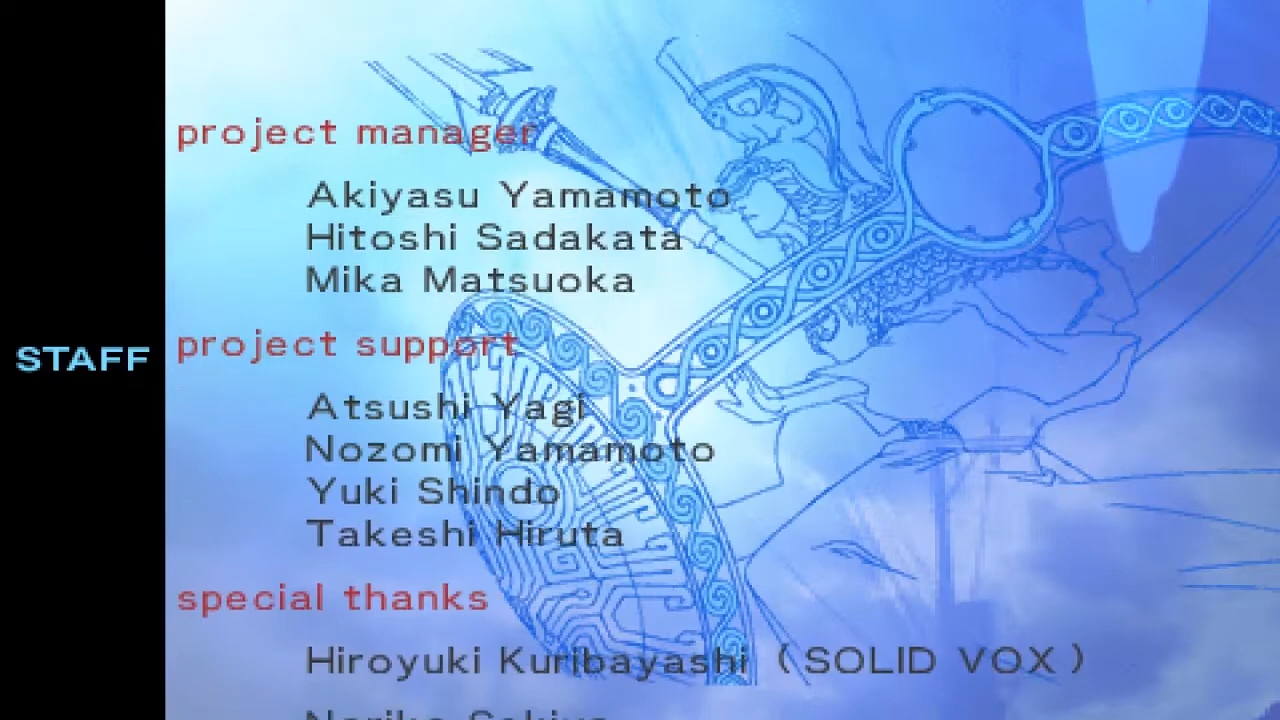 project manager
Akiyasu Yamamoto
Hitoshi Sadakata
Mika Matsuoka
STAFF
project support
Atsushi Yagi
Nozomi Yamamoto
Yuki Shindo
Takeshi Hiruta
special thanks
Hiroyuki Kuribayashi (SOLID VOX)